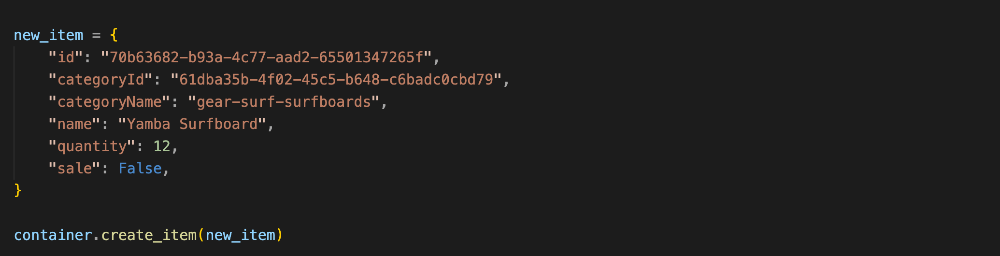 new_item = {
    "id": "70b63682-b93a-4c77-aad2-65501347265f",
    "categoryId": "61dba35b-4f02-45c5-b648-c6badc0cbd79",
    "categoryName": "gear-surf-surfboards",
    "name": "Yamba Surfboard",
    "quantity": 12,
    "sale": False,
}
container.create_item(new_item)